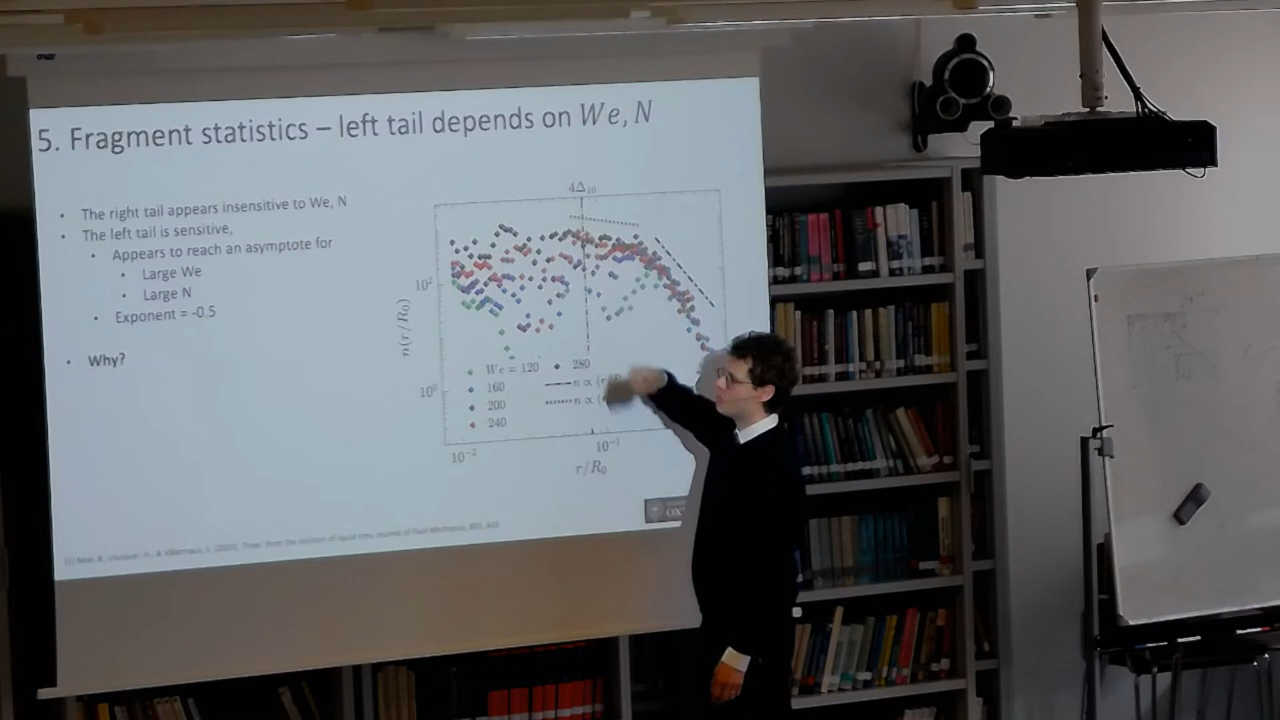 5. Fragment statistics – left tail depends on We, N
• The right tail appears insensitive to We, N
• The left tail is sensitive,
• Appears to reach an asymptote for
• Large We
• Large N
• Exponent = -0.5
• Why?
4Δ₁₀
10²
n(r/R₀)
10⁰
We = 120
280
160
n ∝ (r
200
n ∝ (
240
10⁻²
10⁻¹
r/R₀
OX